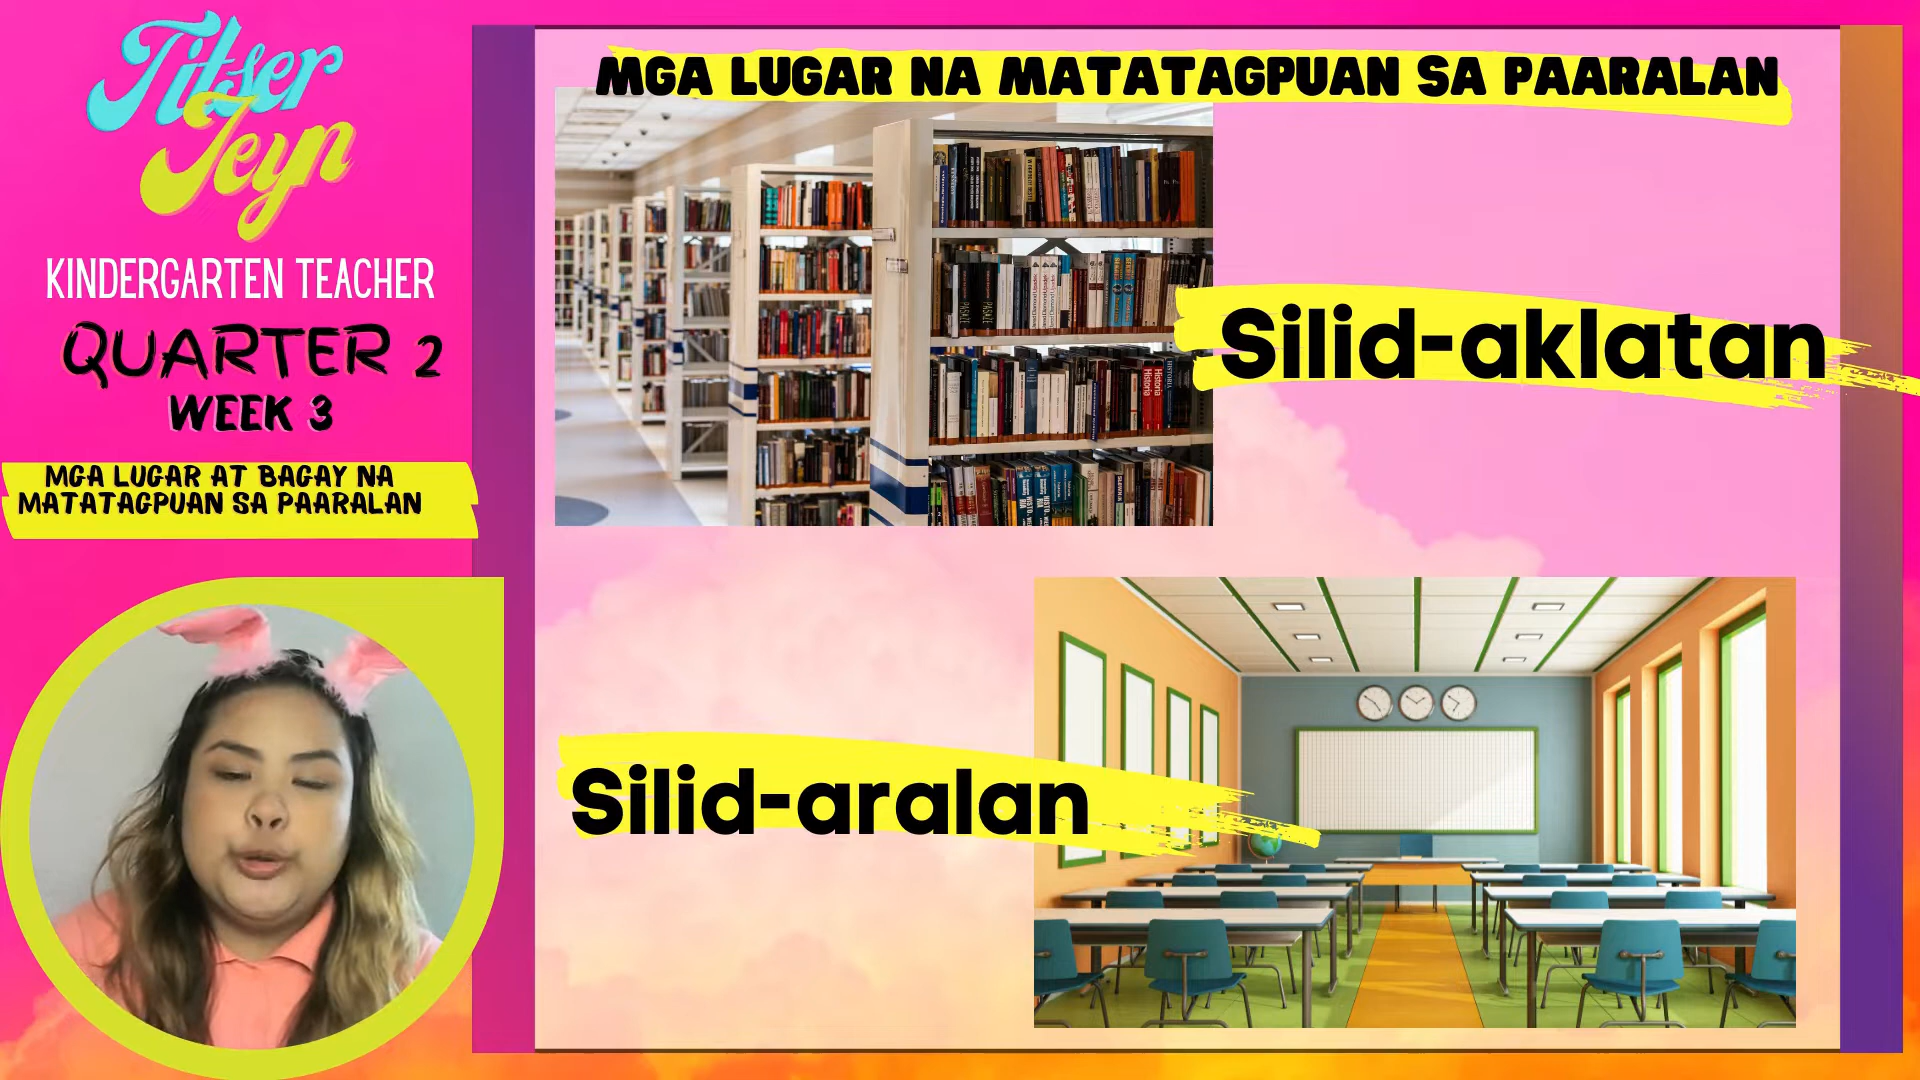 Titser
Jeyn
KINDERGARTEN TEACHER
QUARTER 2
WEEK 3
MGA LUGAR AT BAGAY NA
MATATAGPUAN SA PAARALAN
MGA LUGAR NA MATATAGPUAN SA PAARALAN
Silid-aklatan
Silid-aralan